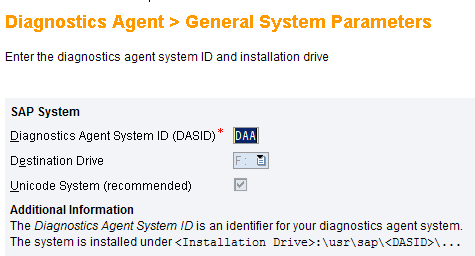 Diagnostics Agent > General System Parameters
Enter the diagnostics agent system ID and installation drive
SAP System
Diagnostics Agent System ID (DASID) * DAA
Destination Drive F:
Unicode System (recommended)
Additional Information
The Diagnostics Agent System ID is an identifier for your diagnostics agent system.
The system is installed under <Installation Drive>:\usr\sap\<DASID>\...